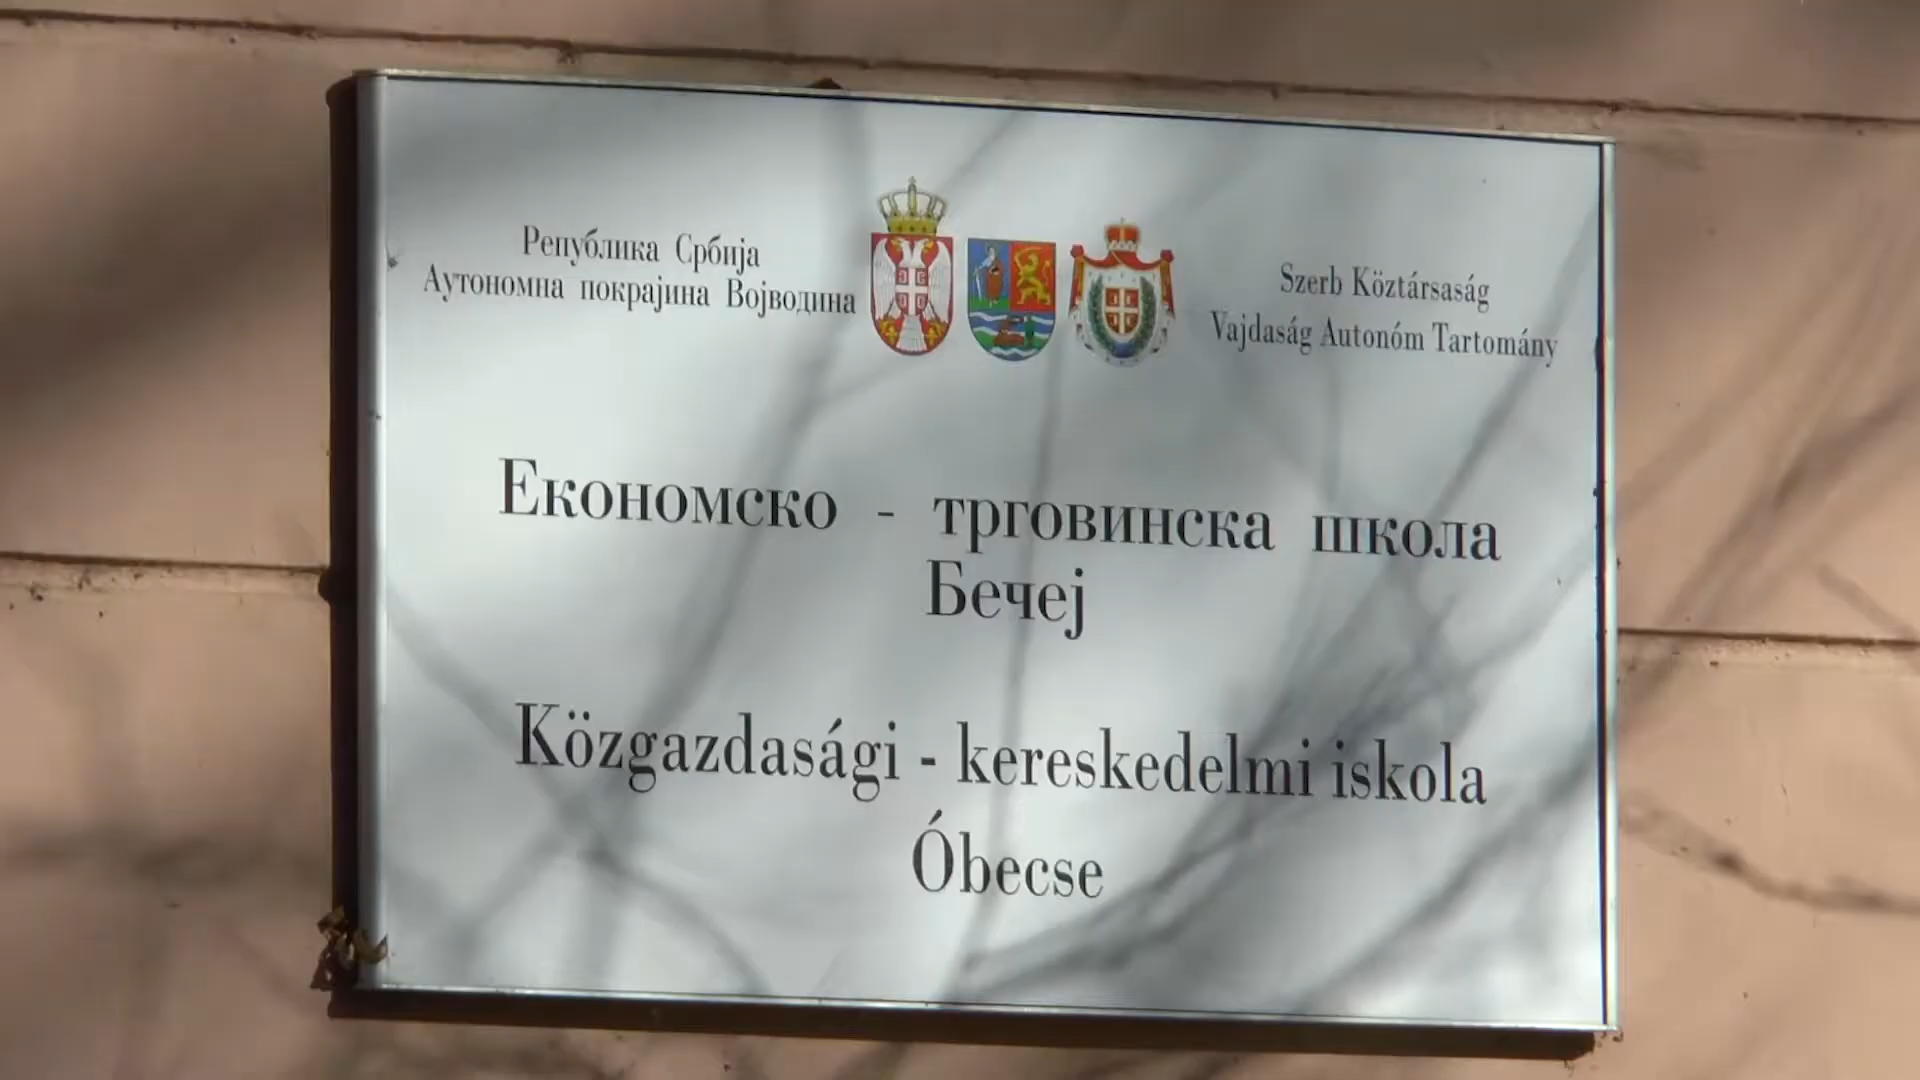 Република Србија
Аутономна покрајина Војводина
Szerb Köztársaság
Vajdaság Autonóm Tartomány
Економско - трговинска школа
Бечеј
Közgazdasági - kereskedelmi iskola
Óbecse